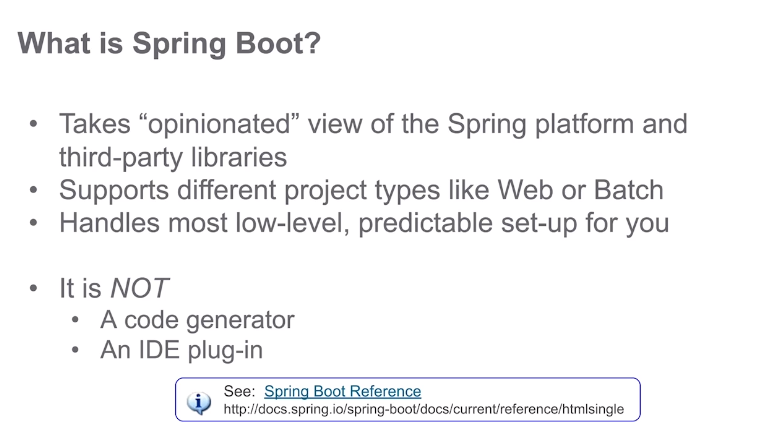 What is Spring Boot?
• Takes “opinionated” view of the Spring platform and
third-party libraries
• Supports different project types like Web or Batch
• Handles most low-level, predictable set-up for you
• It is NOT
• A code generator
• An IDE plug-in
See: Spring Boot Reference
http://docs.spring.io/spring-boot/docs/current/reference/htmlsingle